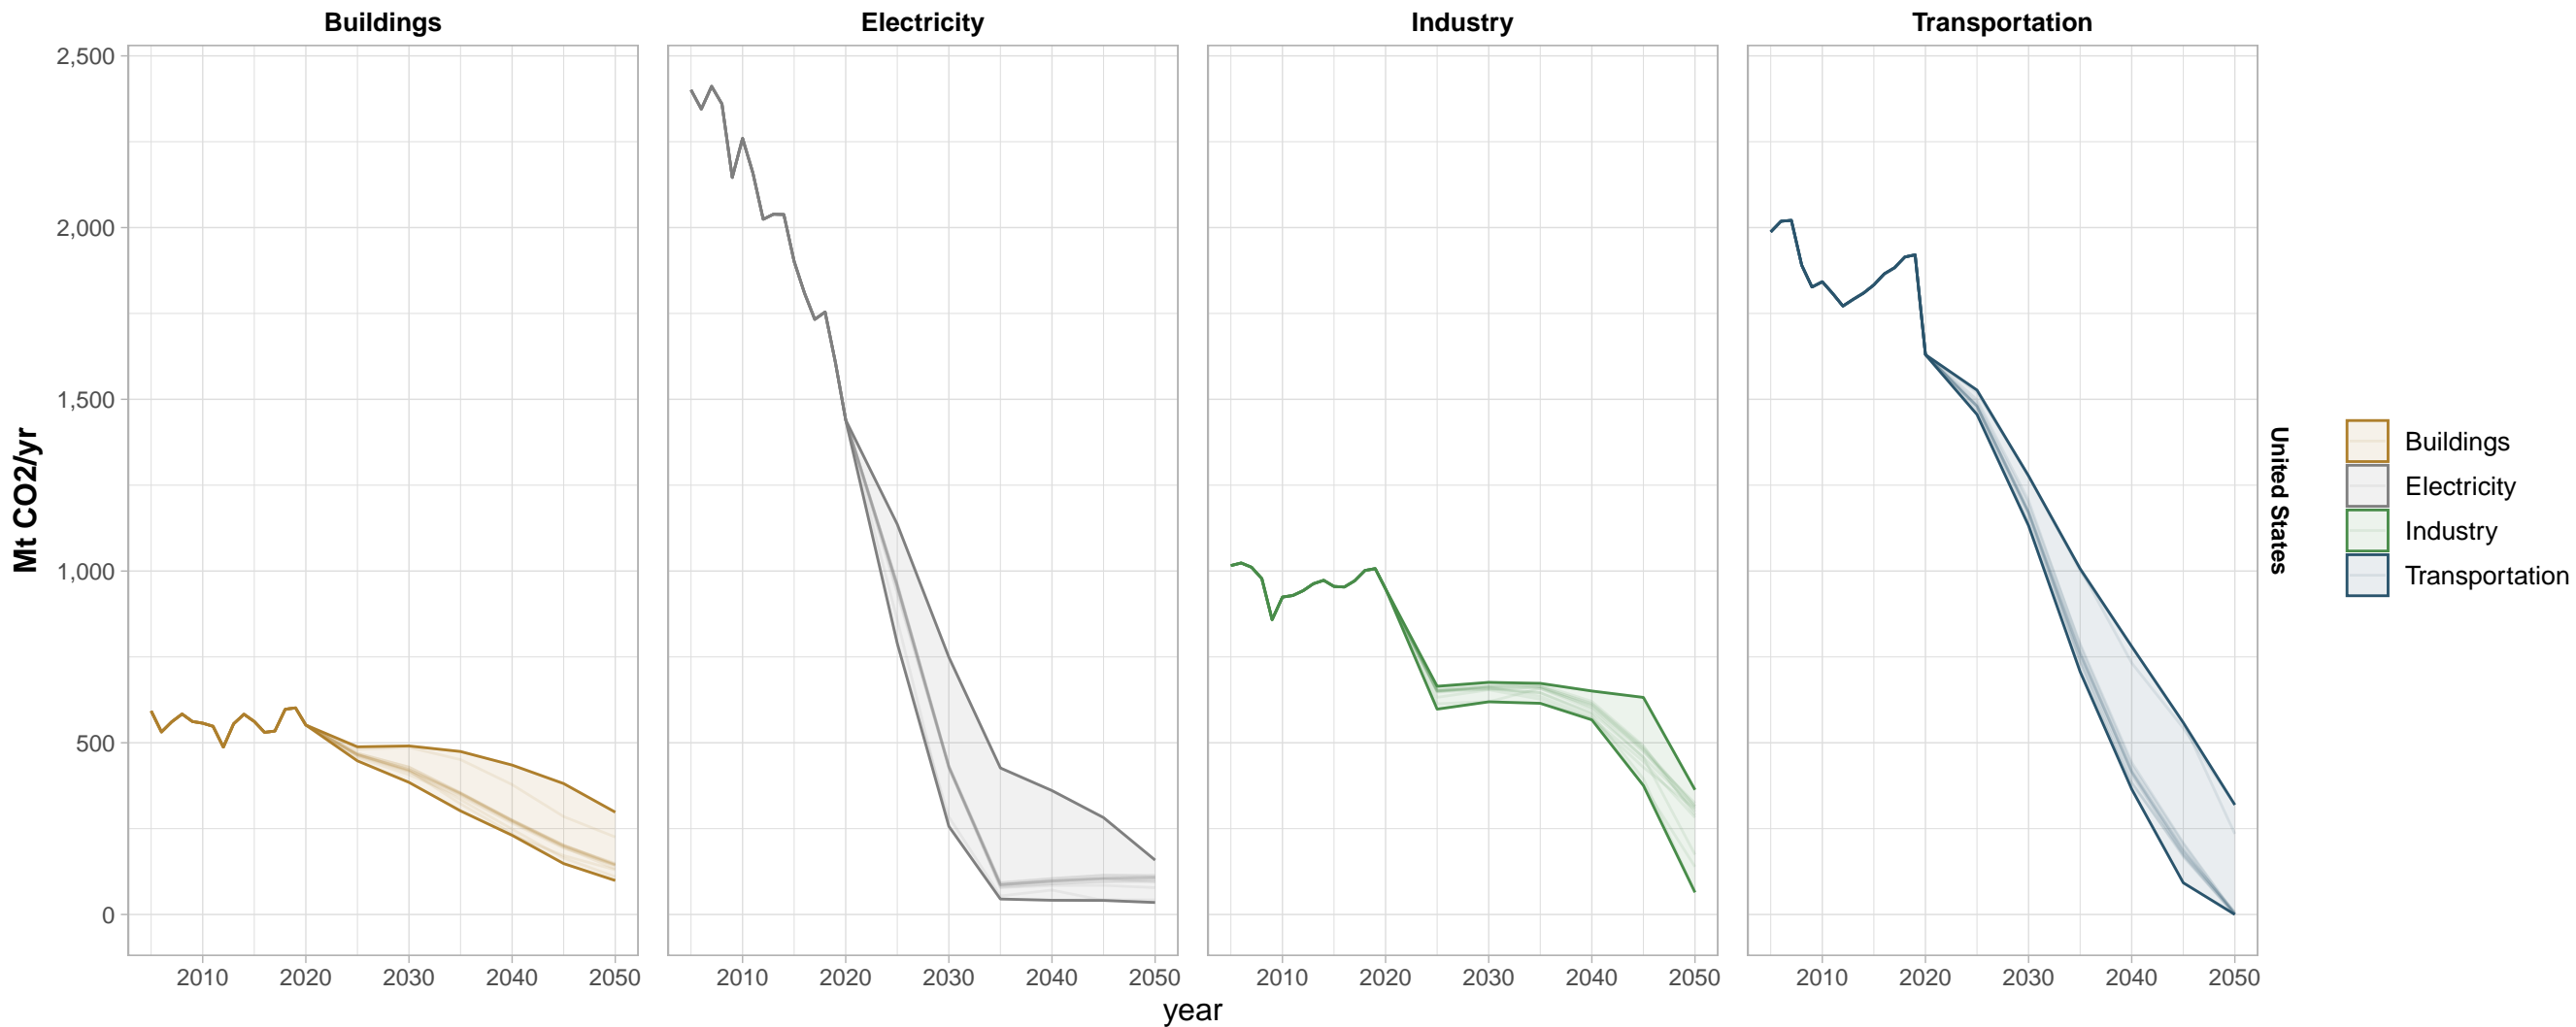 Buildings
Electricity
Industry
Transportation
2,500
2,000
1,500
1,000
500
0
Mt CO2/yr
2010 2020 2030 2040 2050
2010 2020 2030 2040 2050
2010 2020 2030 2040 2050
2010 2020 2030 2040 2050
year
United States
Buildings
Electricity
Industry
Transportation